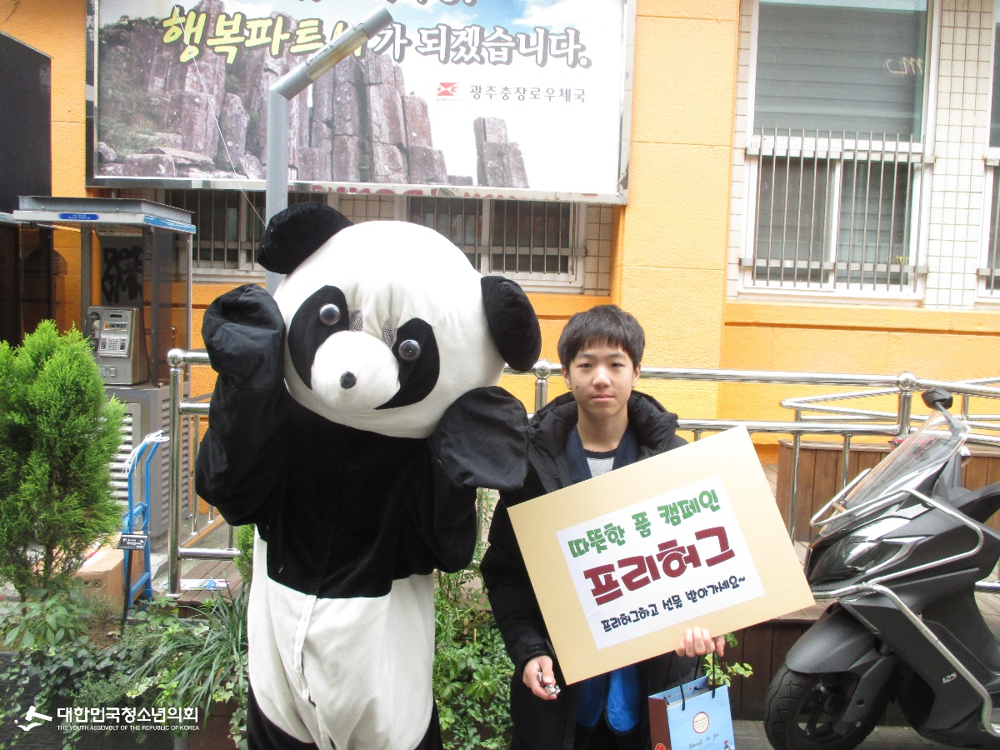 행복파트너가 되겠습니다.
광주충장로우체국
따뜻한 품 캠페인
프리허그
프리허그하고 선물 받아가세요~
125
대한민국청소년의회
THE YOUTH ASSEMBLY OF THE REPUBLIC OF KOREA